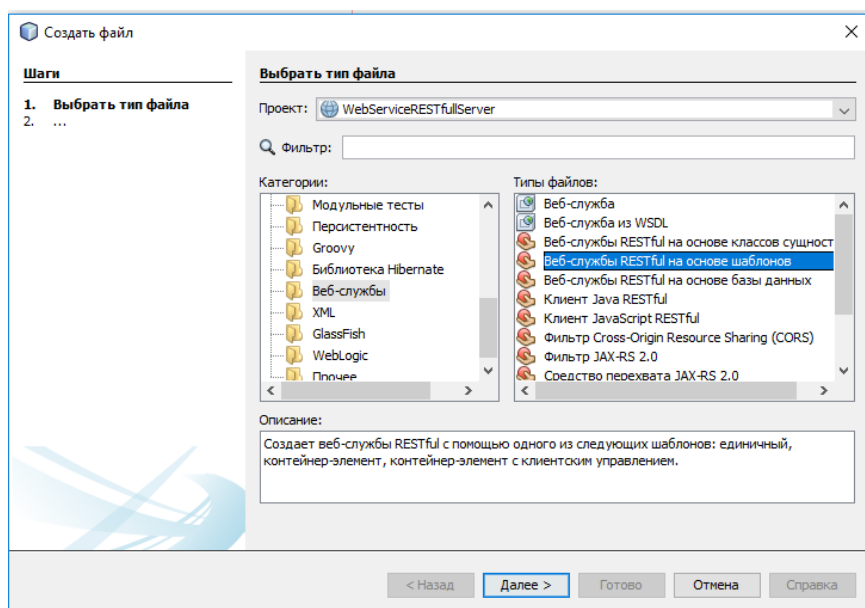 Создать файл
Шаги
1. Выбрать тип файла
2. ...
Выбрать тип файла
Проект: WebServiceRESTfullServer
Фильтр:
Категории:
Модульные тесты
Персистентность
Groovy
Библиотека Hibernate
Веб-службы
XML
GlassFish
WebLogic
Прочее
Типы файлов:
Веб-служба
Веб-служба из WSDL
Веб-службы RESTful на основе классов сущност
Веб-службы RESTful на основе шаблонов
Веб-службы RESTful на основе базы данных
Клиент Java RESTful
Клиент JavaScript RESTful
Фильтр Cross-Origin Resource Sharing (CORS)
Фильтр JAX-RS 2.0
Средство перехвата JAX-RS 2.0
Описание:
Создает веб-службы RESTful с помощью одного из следующих шаблонов: единичный,
контейнер-элемент, контейнер-элемент с клиентским управлением.
< Назад Далее > Готово Отмена Справка